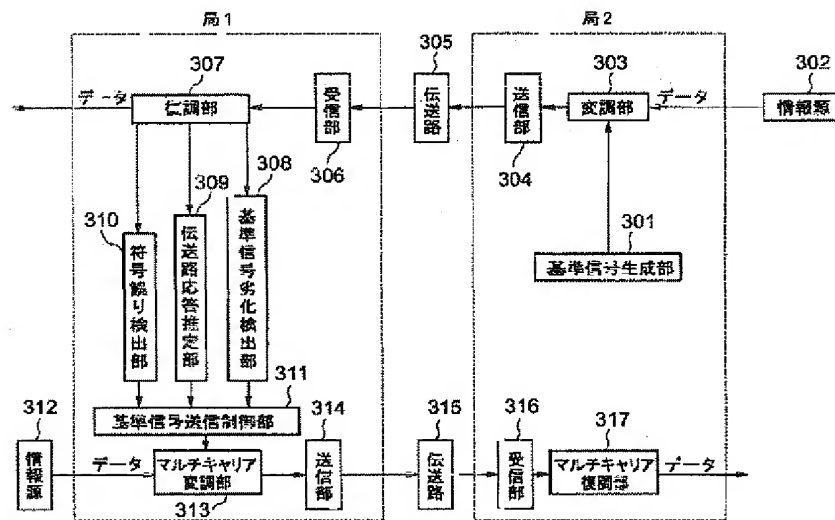 局1
局2
307
305
303
302
データ
復調部
受信部
伝送路
送信部
変調部
データ
情報源
306
304
308
309
310
301
符号誤り検出部
伝送路応答推定部
基準信号劣化検出部
基準信号生成部
311
312
314
315
316
317
基準信号送信制御部
情報源
データ
マルチキャリア
変調部
送信部
伝送路
受信部
マルチキャリア
復調部
データ
313